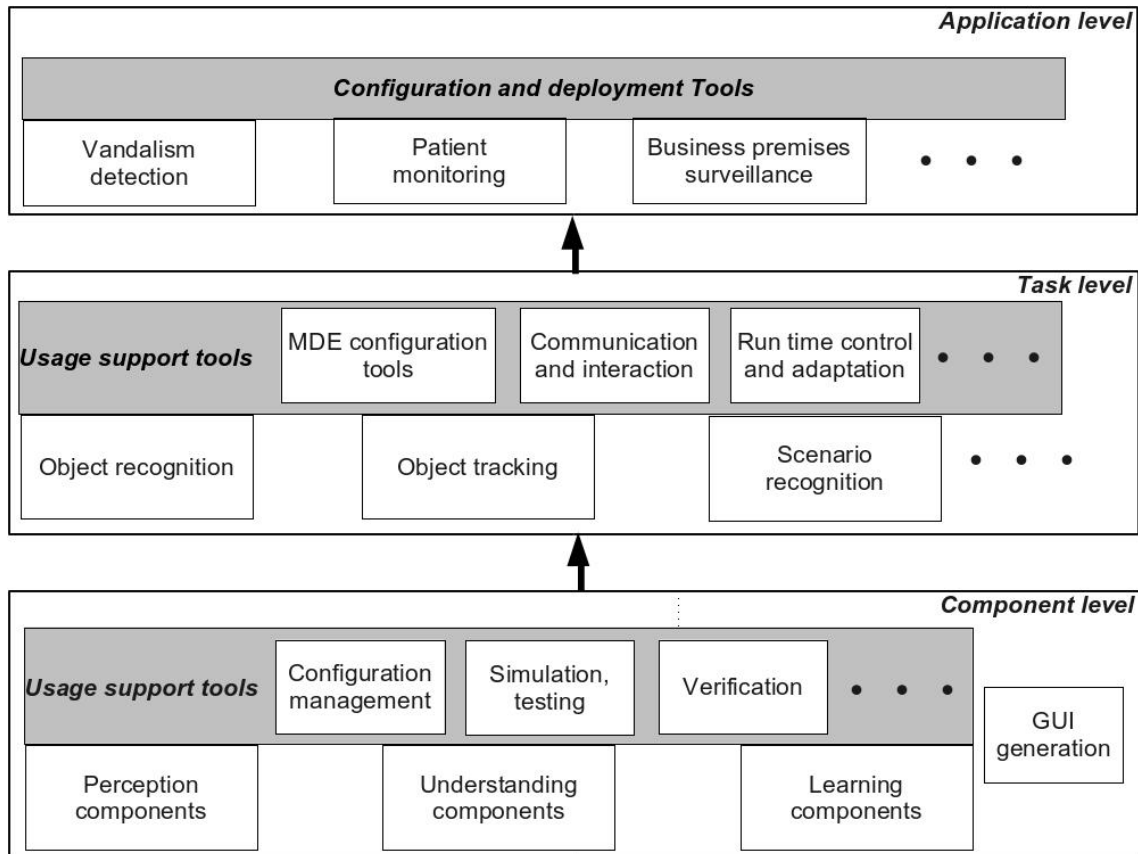 Application level
Configuration and deployment Tools
Vandalism
detection
Patient
monitoring
Business premises
surveillance
• • •
Task level
Usage support tools
MDE configuration
tools
Communication
and interaction
Run time control
and adaptation
• • •
Object recognition
Object tracking
Scenario
recognition
• • •
Component level
Usage support tools
Configuration
management
Simulation,
testing
Verification
• • •
GUI
generation
Perception
components
Understanding
components
Learning
components